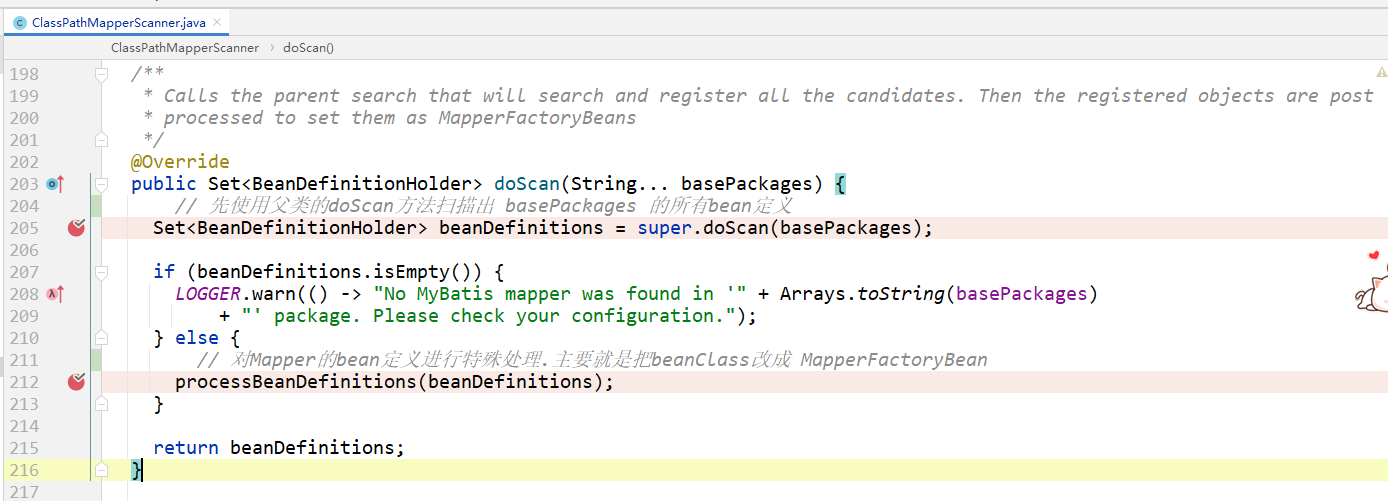 ClassPathMapperScanner.java
ClassPathMapperScanner › doScan()
198 /**
199 * Calls the parent search that will search and register all the candidates. Then the registered objects are post
200 * processed to set them as MapperFactoryBeans
201 */
202 @Override
203 public Set<BeanDefinitionHolder> doScan(String... basePackages) {
204 // 先使用父类的doScan方法扫描出 basePackages 的所有bean定义
205 Set<BeanDefinitionHolder> beanDefinitions = super.doScan(basePackages);
206
207 if (beanDefinitions.isEmpty()) {
208 LOGGER.warn(() -> "No MyBatis mapper was found in '" + Arrays.toString(basePackages)
209 + "' package. Please check your configuration.");
210 } else {
211 // 对Mapper的bean定义进行特殊处理.主要就是把beanClass改成 MapperFactoryBean
212 processBeanDefinitions(beanDefinitions);
213 }
214
215 return beanDefinitions;
216 }
217